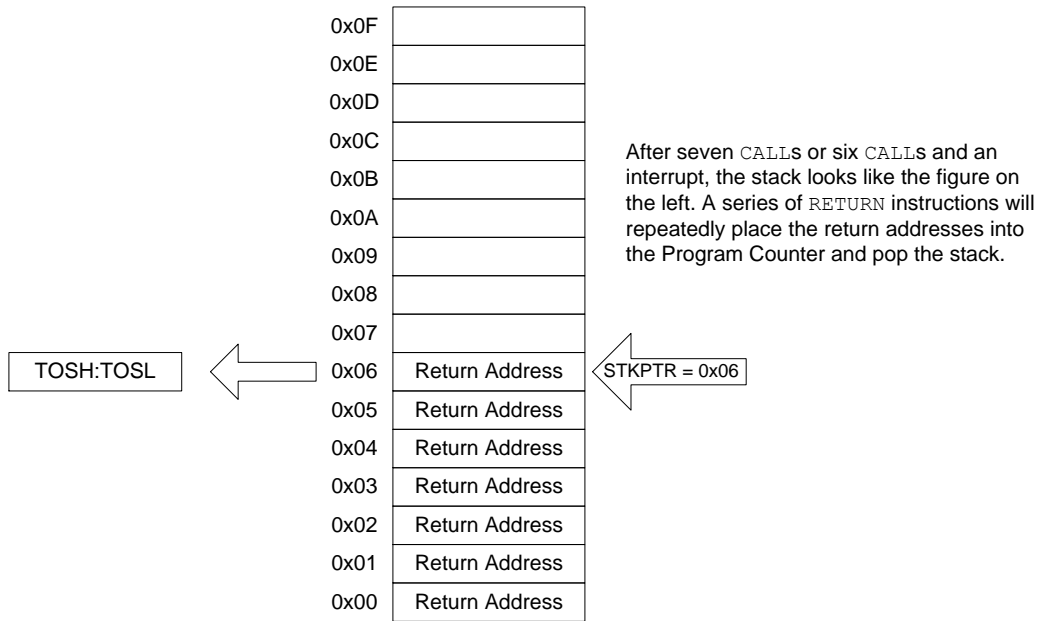 0x0F
0x0E
0x0D
0x0C
0x0B
0x0A
0x09
0x08
0x07
TOSH:TOSL 0x06 Return Address STKPTR = 0x06
0x05 Return Address
0x04 Return Address
0x03 Return Address
0x02 Return Address
0x01 Return Address
0x00 Return Address
After seven CALLs or six CALLs and an
interrupt, the stack looks like the figure on
the left. A series of RETURN instructions will
repeatedly place the return addresses into
the Program Counter and pop the stack.